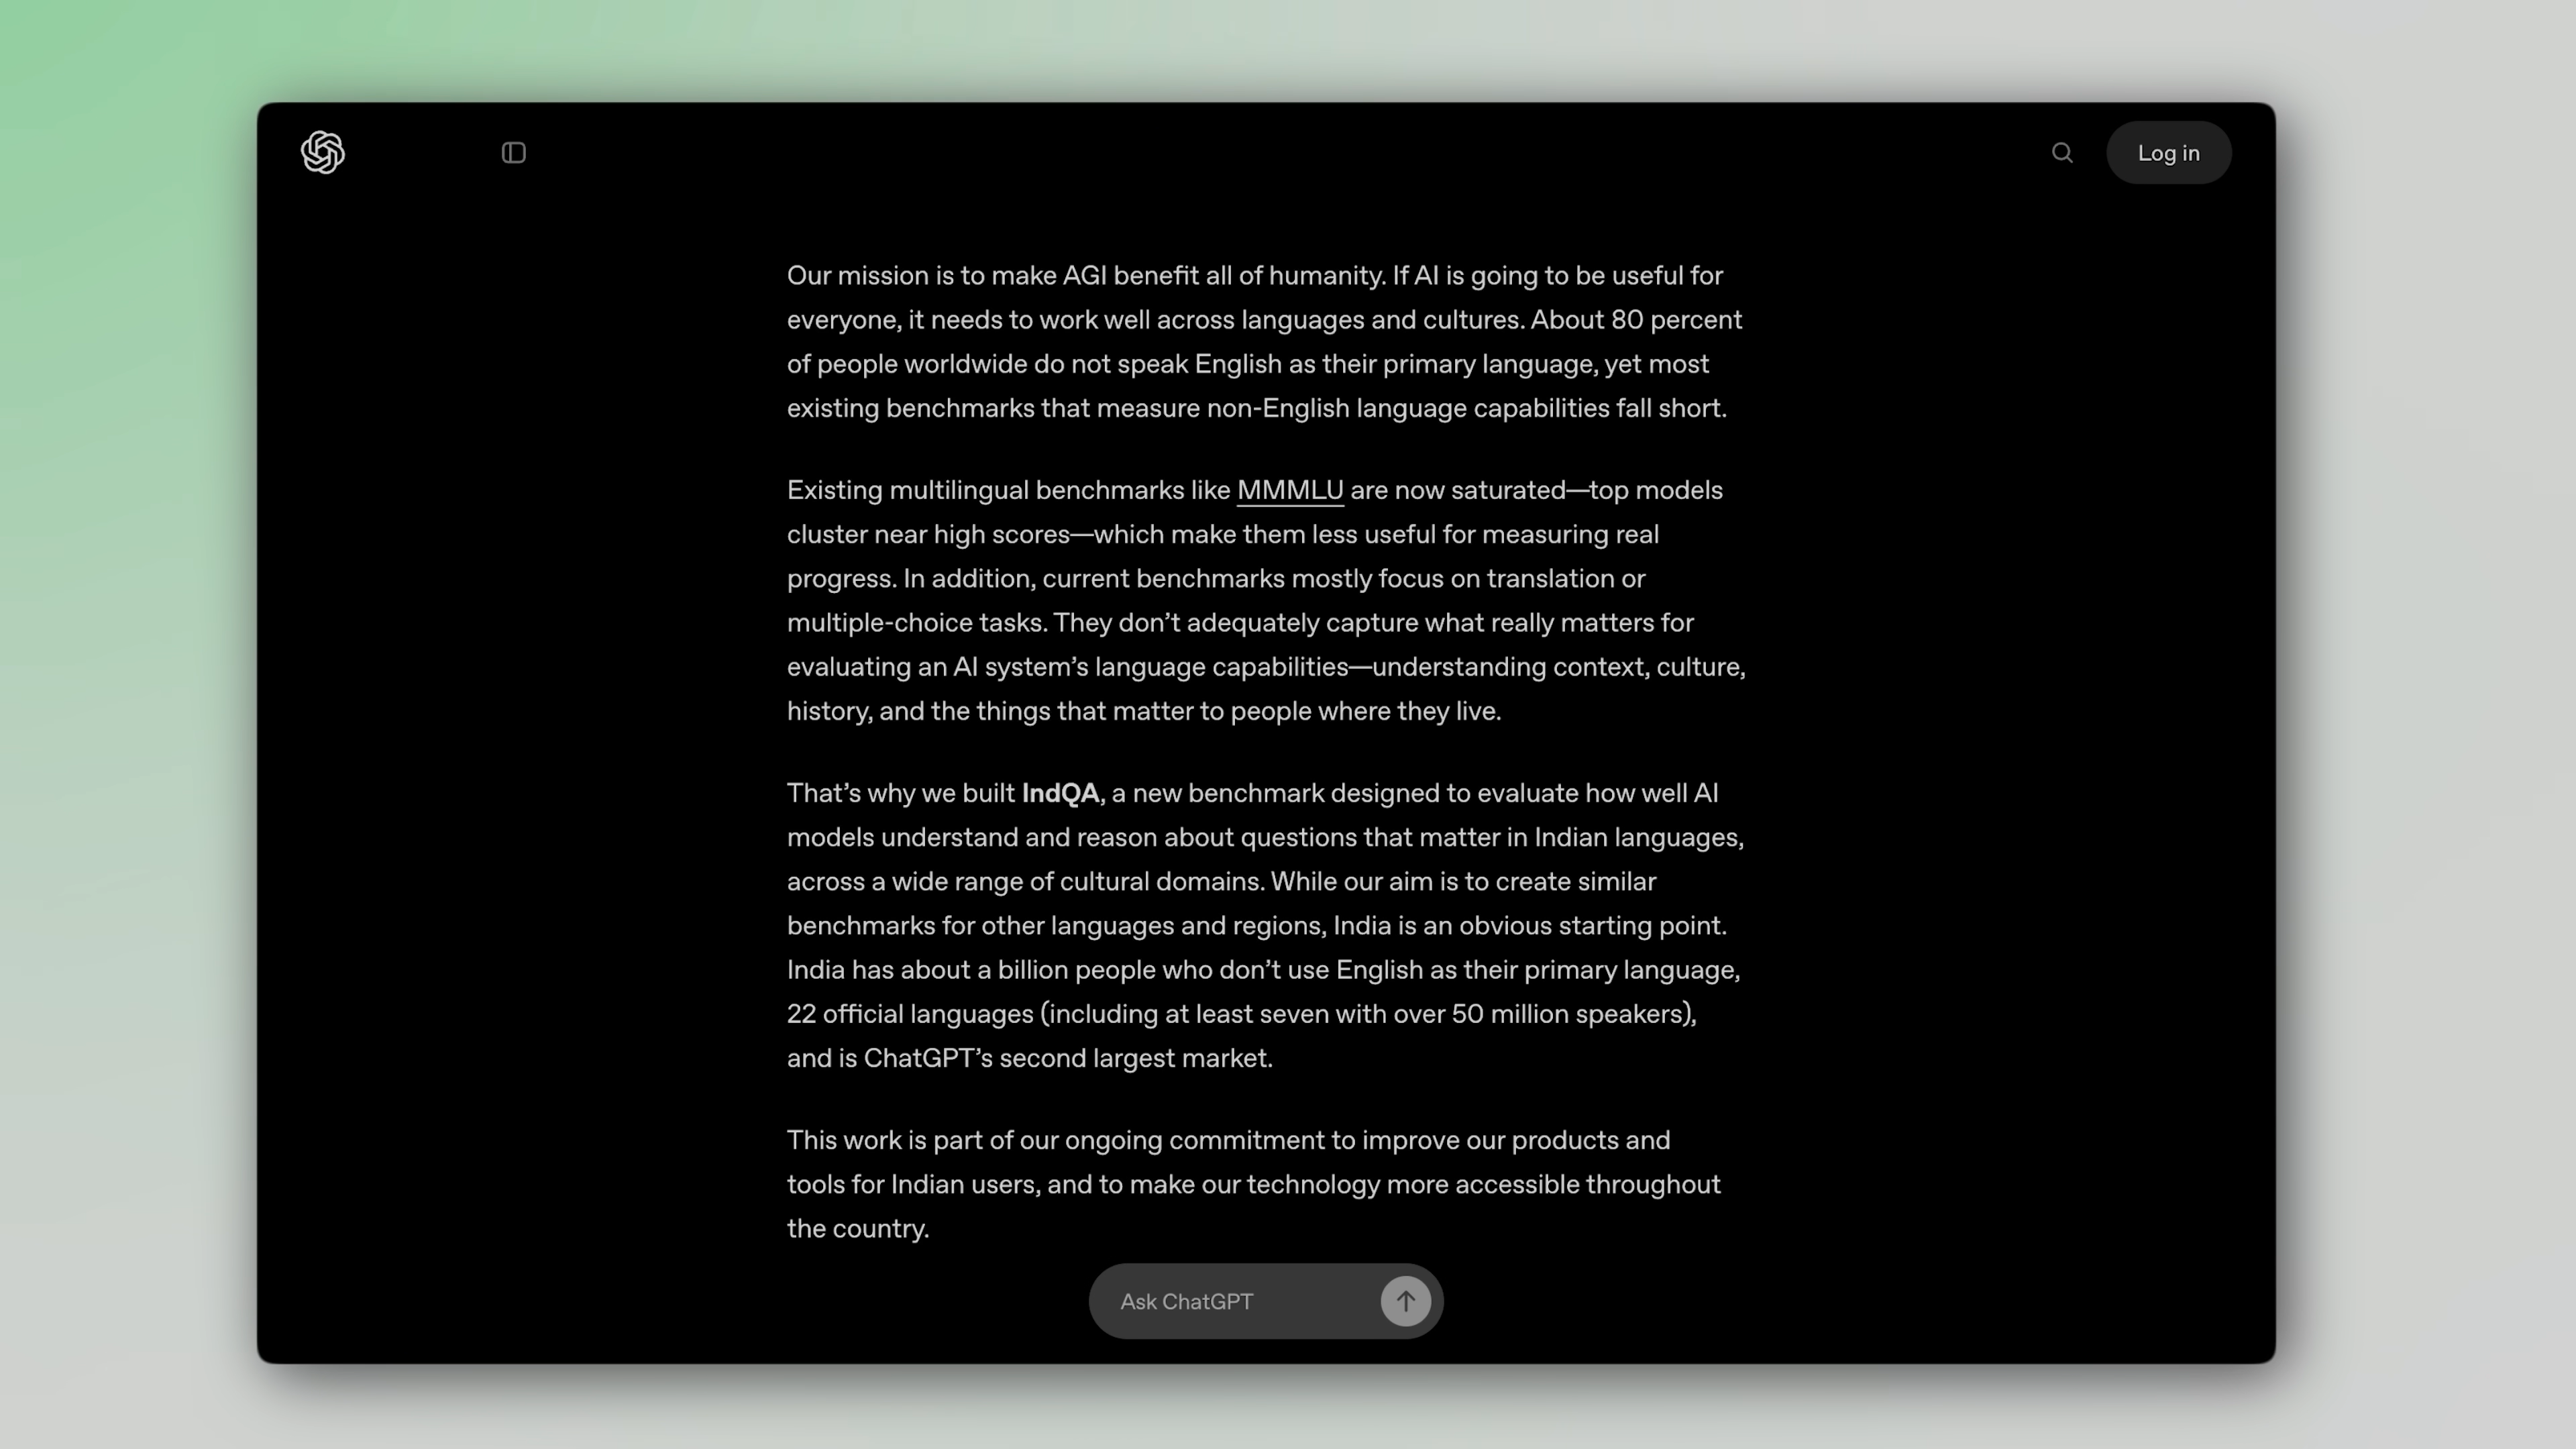 Log in
Our mission is to make AGI benefit all of humanity. If AI is going to be useful for
everyone, it needs to work well across languages and cultures. About 80 percent
of people worldwide do not speak English as their primary language, yet most
existing benchmarks that measure non-English language capabilities fall short.
Existing multilingual benchmarks like MMMLU are now saturated—top models
cluster near high scores—which make them less useful for measuring real
progress. In addition, current benchmarks mostly focus on translation or
multiple-choice tasks. They don’t adequately capture what really matters for
evaluating an AI system’s language capabilities—understanding context, culture,
history, and the things that matter to people where they live.
That’s why we built IndQA, a new benchmark designed to evaluate how well AI
models understand and reason about questions that matter in Indian languages,
across a wide range of cultural domains. While our aim is to create similar
benchmarks for other languages and regions, India is an obvious starting point.
India has about a billion people who don’t use English as their primary language,
22 official languages (including at least seven with over 50 million speakers),
and is ChatGPT’s second largest market.
This work is part of our ongoing commitment to improve our products and
tools for Indian users, and to make our technology more accessible throughout
the country.
Ask ChatGPT